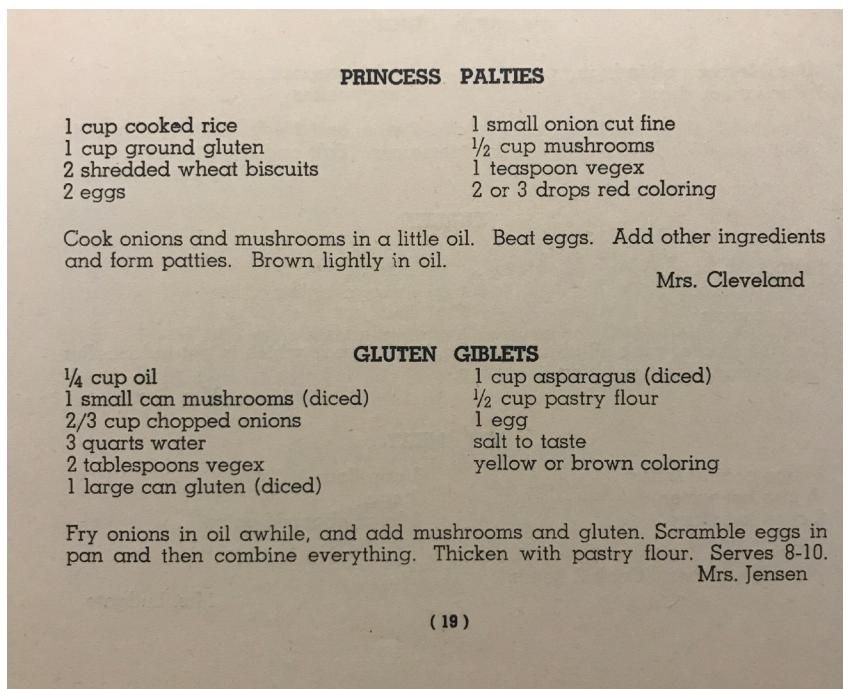 PRINCESS PALTIES
1 cup cooked rice
1 cup ground gluten
2 shredded wheat biscuits
2 eggs
1 small onion cut fine
½ cup mushrooms
1 teaspoon vegex
2 or 3 drops red coloring
Cook onions and mushrooms in a little oil. Beat eggs. Add other ingredients
and form patties. Brown lightly in oil.
Mrs. Cleveland
GLUTEN GIBLETS
¼ cup oil
1 small can mushrooms (diced)
2/3 cup chopped onions
3 quarts water
2 tablespoons vegex
1 large can gluten (diced)
1 cup asparagus (diced)
½ cup pastry flour
1 egg
salt to taste
yellow or brown coloring
Fry onions in oil awhile, and add mushrooms and gluten. Scramble eggs in
pan and then combine everything. Thicken with pastry flour. Serves 8-10.
Mrs. Jensen
( 19 )